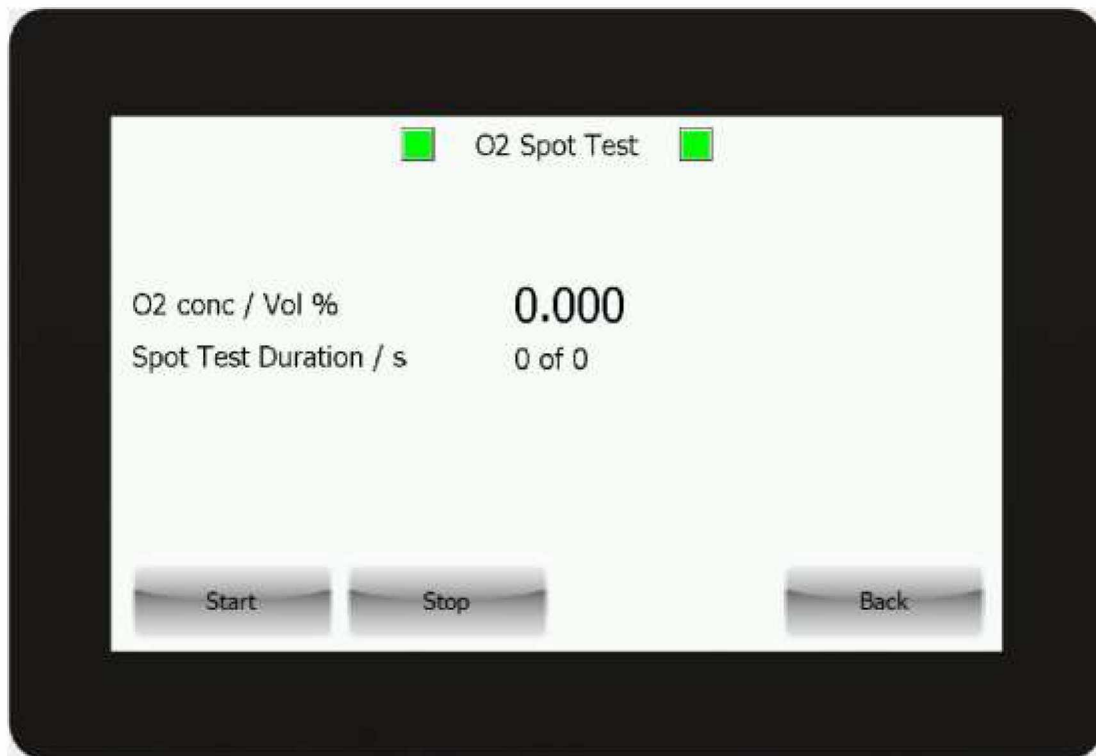 O2 Spot Test
O2 conc / Vol % 0.000
Spot Test Duration / s 0 of 0
Start Stop Back